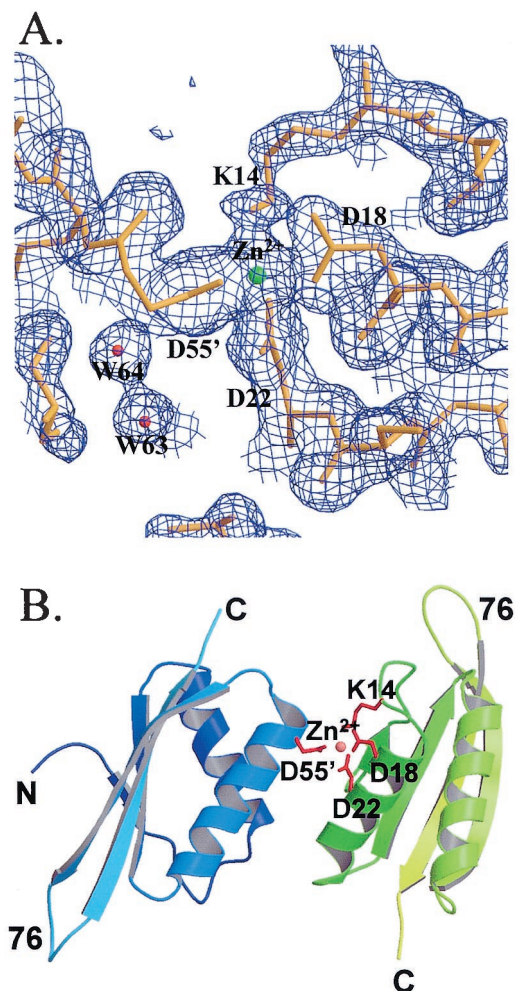 A.
K14
D18
Zn²⁺
D55'
W64
D22
W63
B.
C
76
K14
Zn²⁺
N
D55'
D18
D22
76
C